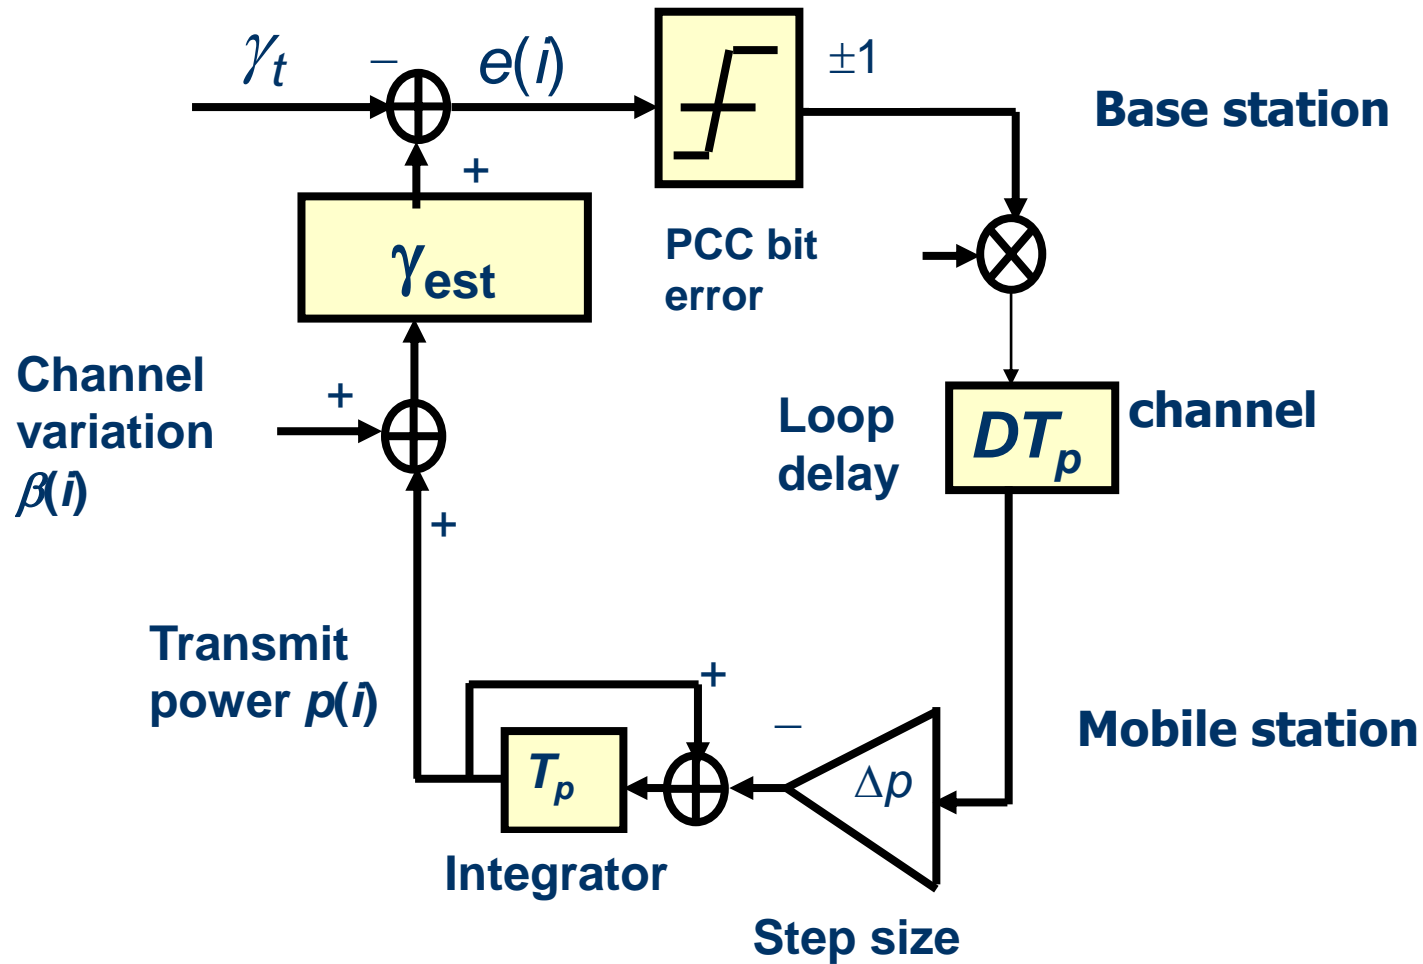 γt
−
e(i)
±1
Base station
+
γest
PCC bit
error
Channel
variation
β(i)
+
Loop
delay
DTp
channel
+
Transmit
power p(i)
+
−
Mobile station
Tp
Δp
Integrator
Step size